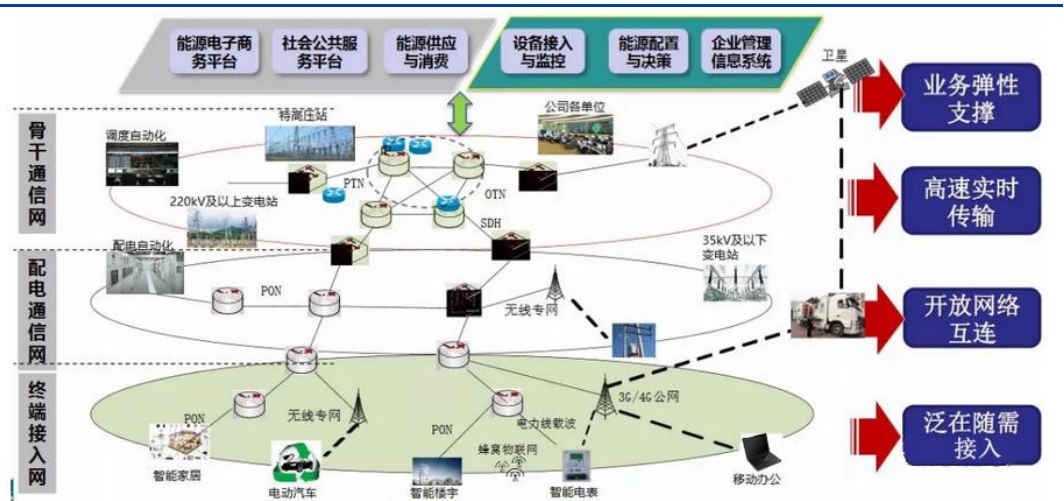 能源电子商
务平台
社会公共服
务平台
能源供应
与消费
设备接入
与监控
能源配置
与决策
企业管理
信息系统
卫星
业务弹性
支撑
骨干通信网
调度自动化
特高压站
公司各单位
PTN
OTN
SDH
220kV及以上变电站
高速实时
传输
配电通信网
配电自动化
35kV及以下
变电站
PON
无线专网
开放网络
互连
终端接入网
PON
无线专网
3G/4G公网
PON
电力线载波
蜂窝物联网
智能家居
电动汽车
智能楼宇
智能电表
移动办公
泛在随需
接入